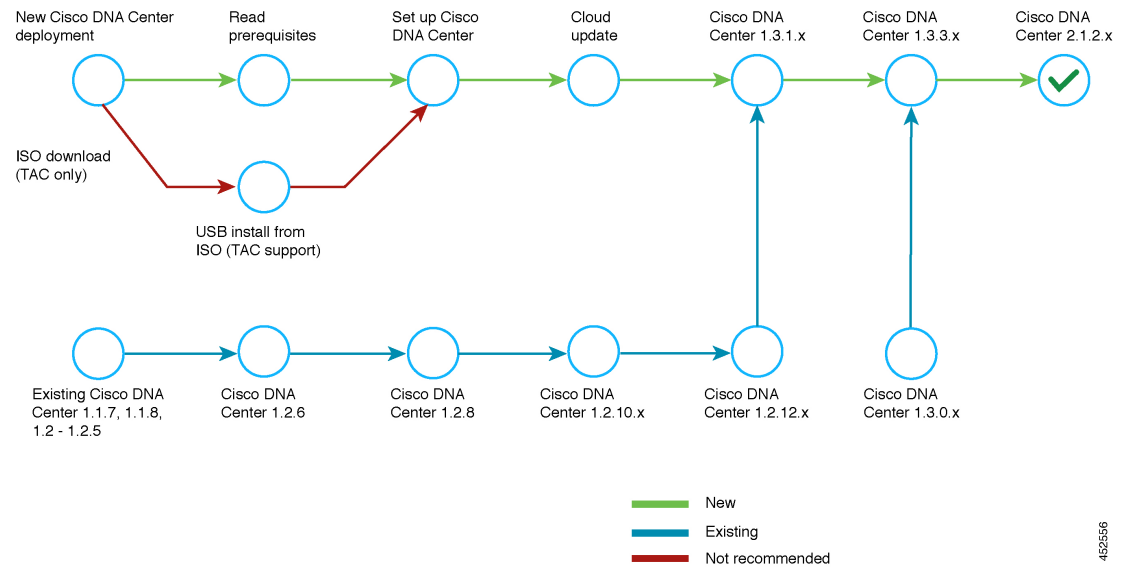 New Cisco DNA Center
deployment
Read
prerequisites
Set up Cisco
DNA Center
Cloud
update
Cisco DNA
Center 1.3.1.x
Cisco DNA
Center 1.3.3.x
Cisco DNA
Center 2.1.2.x
ISO download
(TAC only)
USB install from
ISO (TAC support)
Existing Cisco DNA
Center 1.1.7, 1.1.8,
1.2 - 1.2.5
Cisco DNA
Center 1.2.6
Cisco DNA
Center 1.2.8
Cisco DNA
Center 1.2.10.x
Cisco DNA
Center 1.2.12.x
Cisco DNA
Center 1.3.0.x
New
Existing
Not recommended
452556